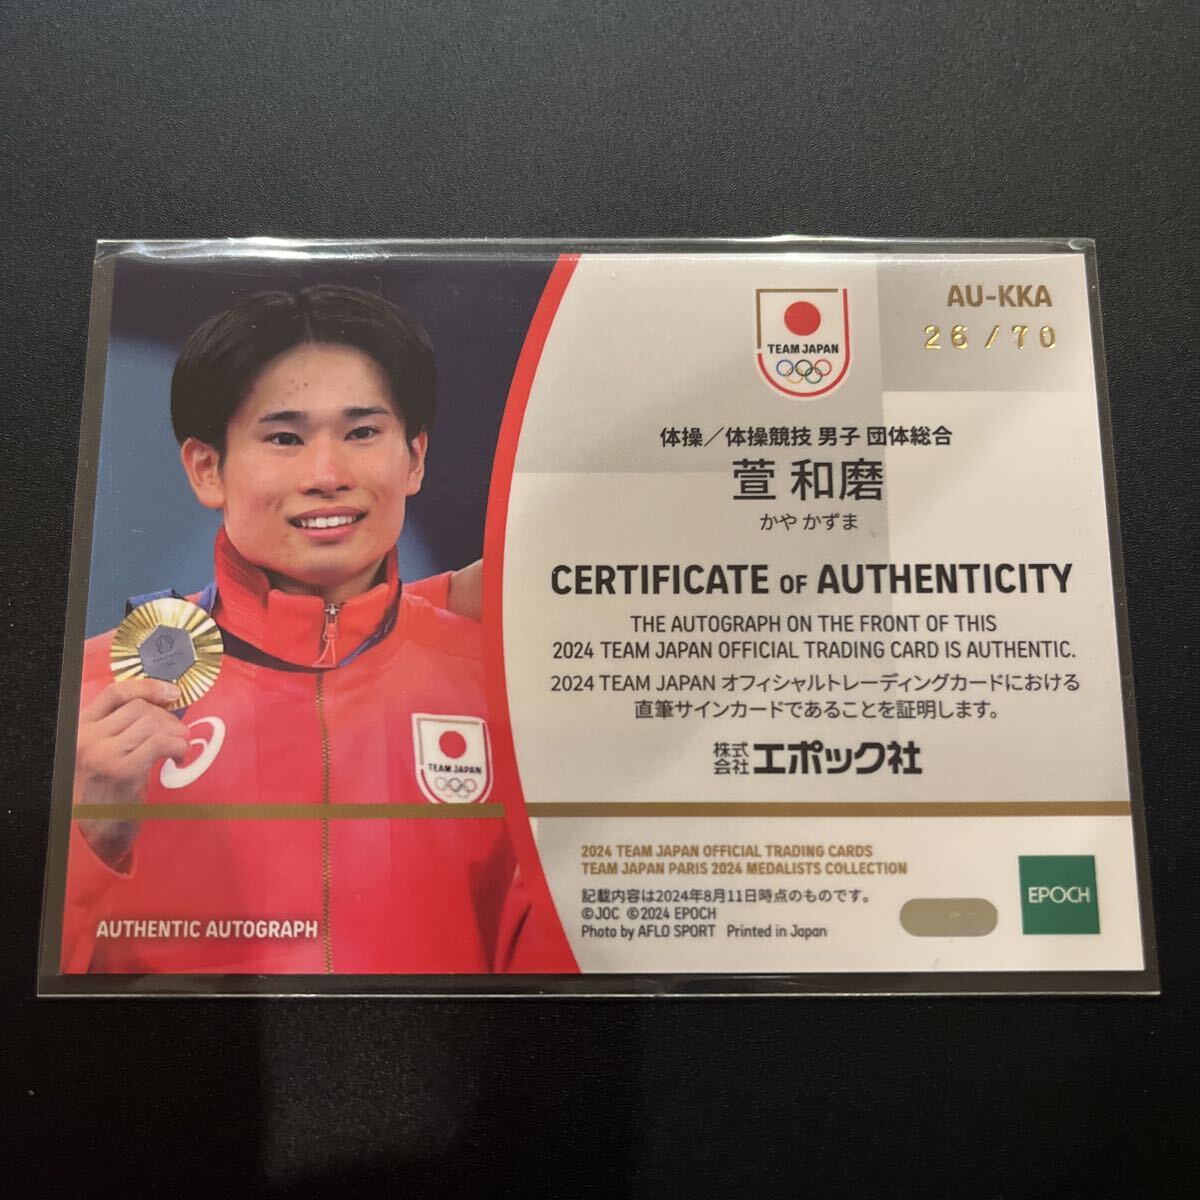 AU-KKA
26/70
TEAM JAPAN
体操／体操競技 男子 団体総合
萱 和磨
かや かずま
CERTIFICATE OF AUTHENTICITY
THE AUTOGRAPH ON THE FRONT OF THIS
2024 TEAM JAPAN OFFICIAL TRADING CARD IS AUTHENTIC.
2024 TEAM JAPAN オフィシャルトレーディングカードにおける
直筆サインカードであることを証明します。
株式会社エポック社
TEAM JAPAN
2024 TEAM JAPAN OFFICIAL TRADING CARDS
TEAM JAPAN PARIS 2024 MEDALISTS COLLECTION
記載内容は2024年8月11日時点のものです。
©JOC ©2024 EPOCH
Photo by AFLO SPORT Printed in Japan
EPOCH
AUTHENTIC AUTOGRAPH